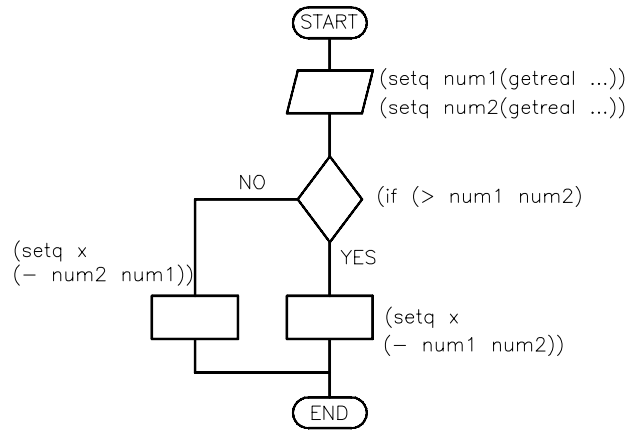 START
(setq num1(getreal ...))
(setq num2(getreal ...))
NO
(if (> num1 num2)
YES
(setq x
(- num2 num1))
(setq x
(- num1 num2))
END